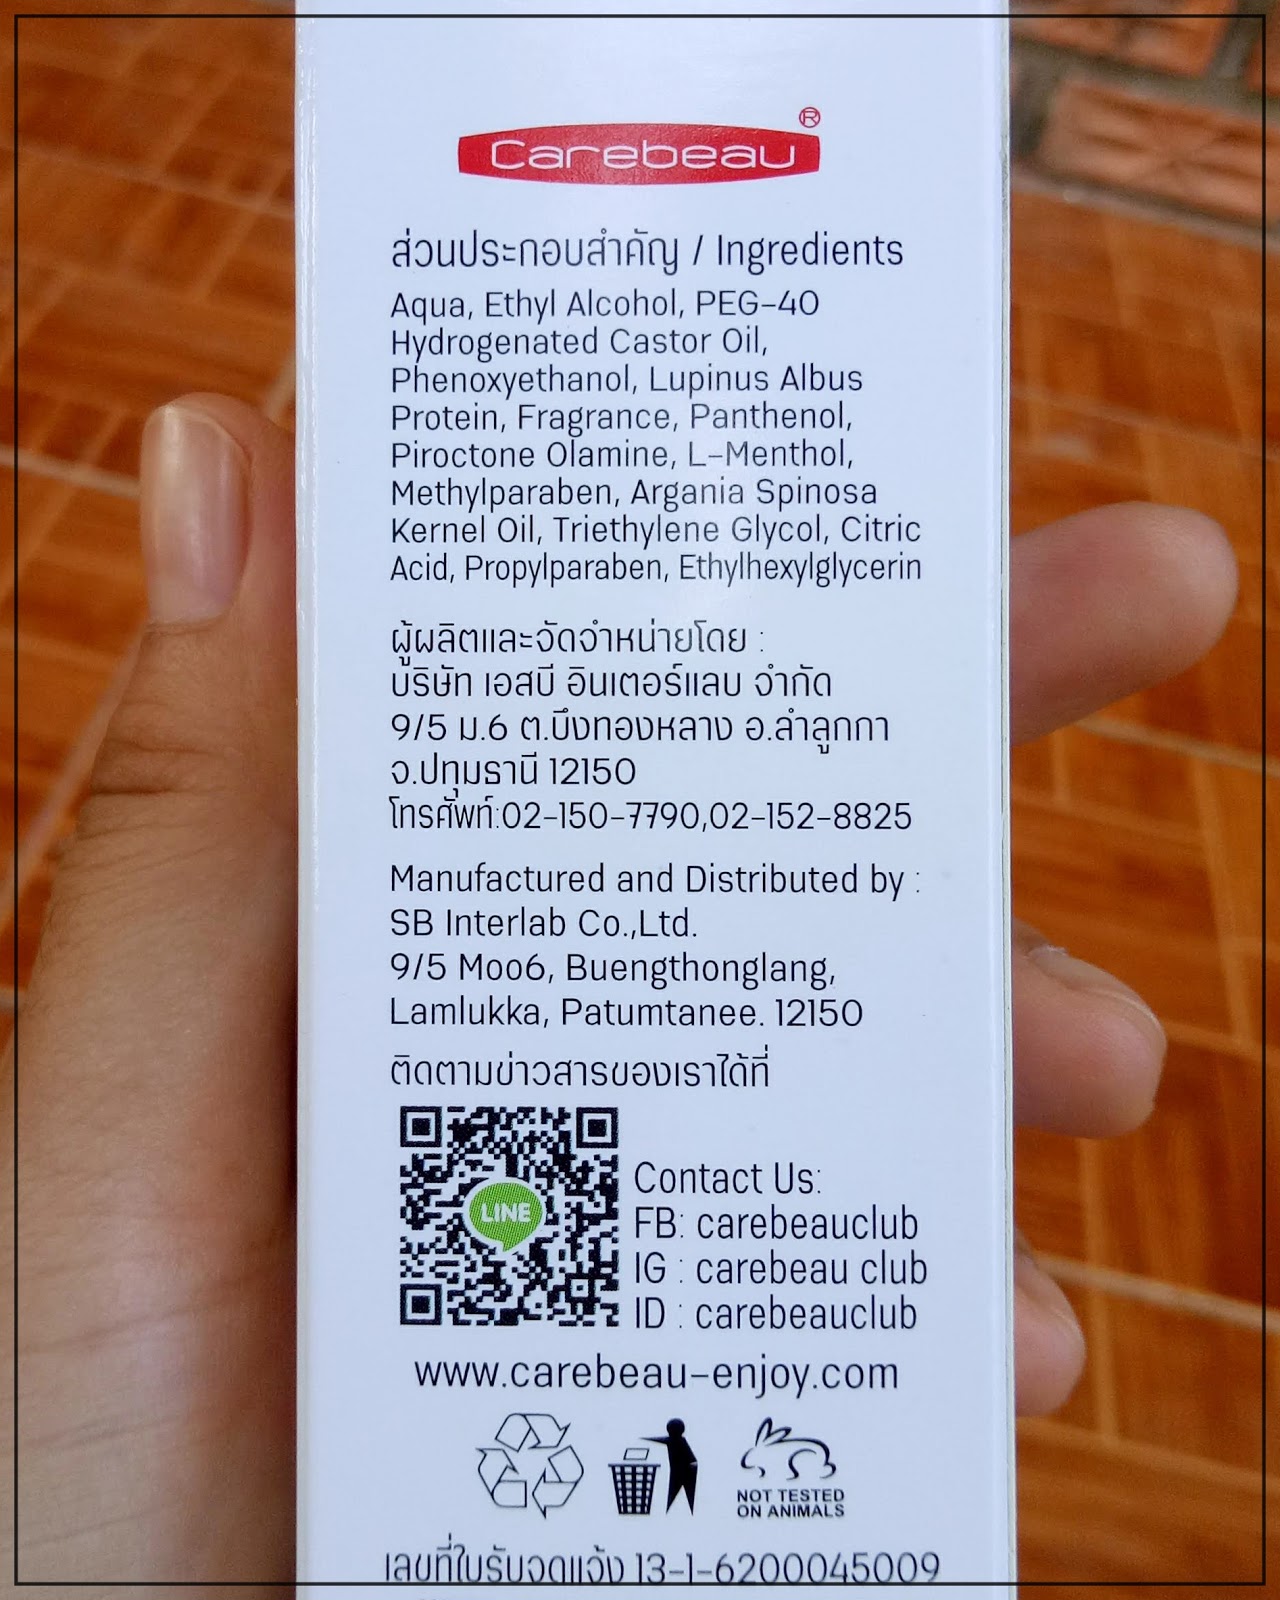 Carebeau®
ส่วนประกอบสำคัญ / Ingredients
Aqua, Ethyl Alcohol, PEG-40
Hydrogenated Castor Oil,
Phenoxyethanol, Lupinus Albus
Protein, Fragrance, Panthenol,
Piroctone Olamine, L-Menthol,
Methylparaben, Argania Spinosa
Kernel Oil, Triethylene Glycol, Citric
Acid, Propylparaben, Ethylhexylglycerin
ผู้ผลิตและจัดจำหน่ายโดย :
บริษัท เอสบี อินเตอร์แลบ จำกัด
9/5 ม.6 ต.บึงทองหลาง อ.ลำลูกกา
จ.ปทุมธานี 12150
โทรศัพท์:02-150-7790,02-152-8825
Manufactured and Distributed by :
SB Interlab Co.,Ltd.
9/5 Moo6, Buengthonglang,
Lamlukka, Patumtanee. 12150
ติดตามข่าวสารของเราได้ที่
LINE
Contact Us:
FB: carebeauclub
IG : carebeau club
ID : carebeauclub
www.carebeau-enjoy.com
NOT TESTED
ON ANIMALS
เลขที่ใบรับจดแจ้ง 13-1-6200045009